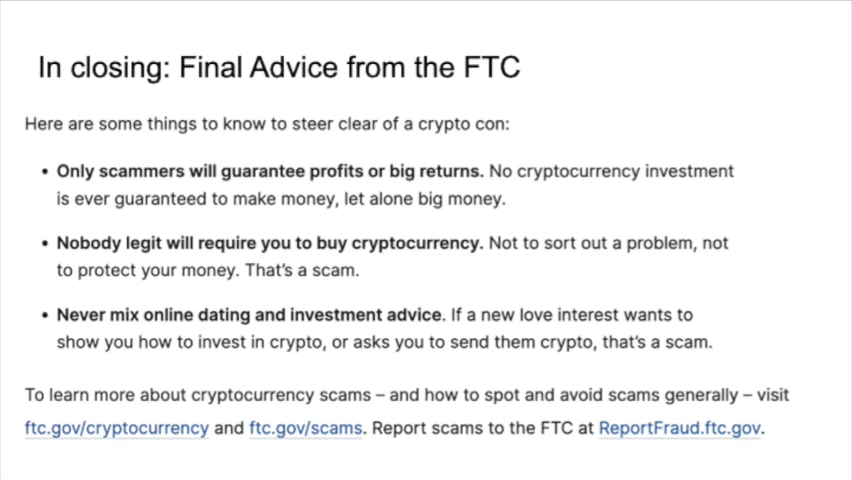 In closing: Final Advice from the FTC
Here are some things to know to steer clear of a crypto con:
• Only scammers will guarantee profits or big returns. No cryptocurrency investment
is ever guaranteed to make money, let alone big money.
• Nobody legit will require you to buy cryptocurrency. Not to sort out a problem, not
to protect your money. That's a scam.
• Never mix online dating and investment advice. If a new love interest wants to
show you how to invest in crypto, or asks you to send them crypto, that's a scam.
To learn more about cryptocurrency scams – and how to spot and avoid scams generally – visit
ftc.gov/cryptocurrency and ftc.gov/scams. Report scams to the FTC at ReportFraud.ftc.gov.